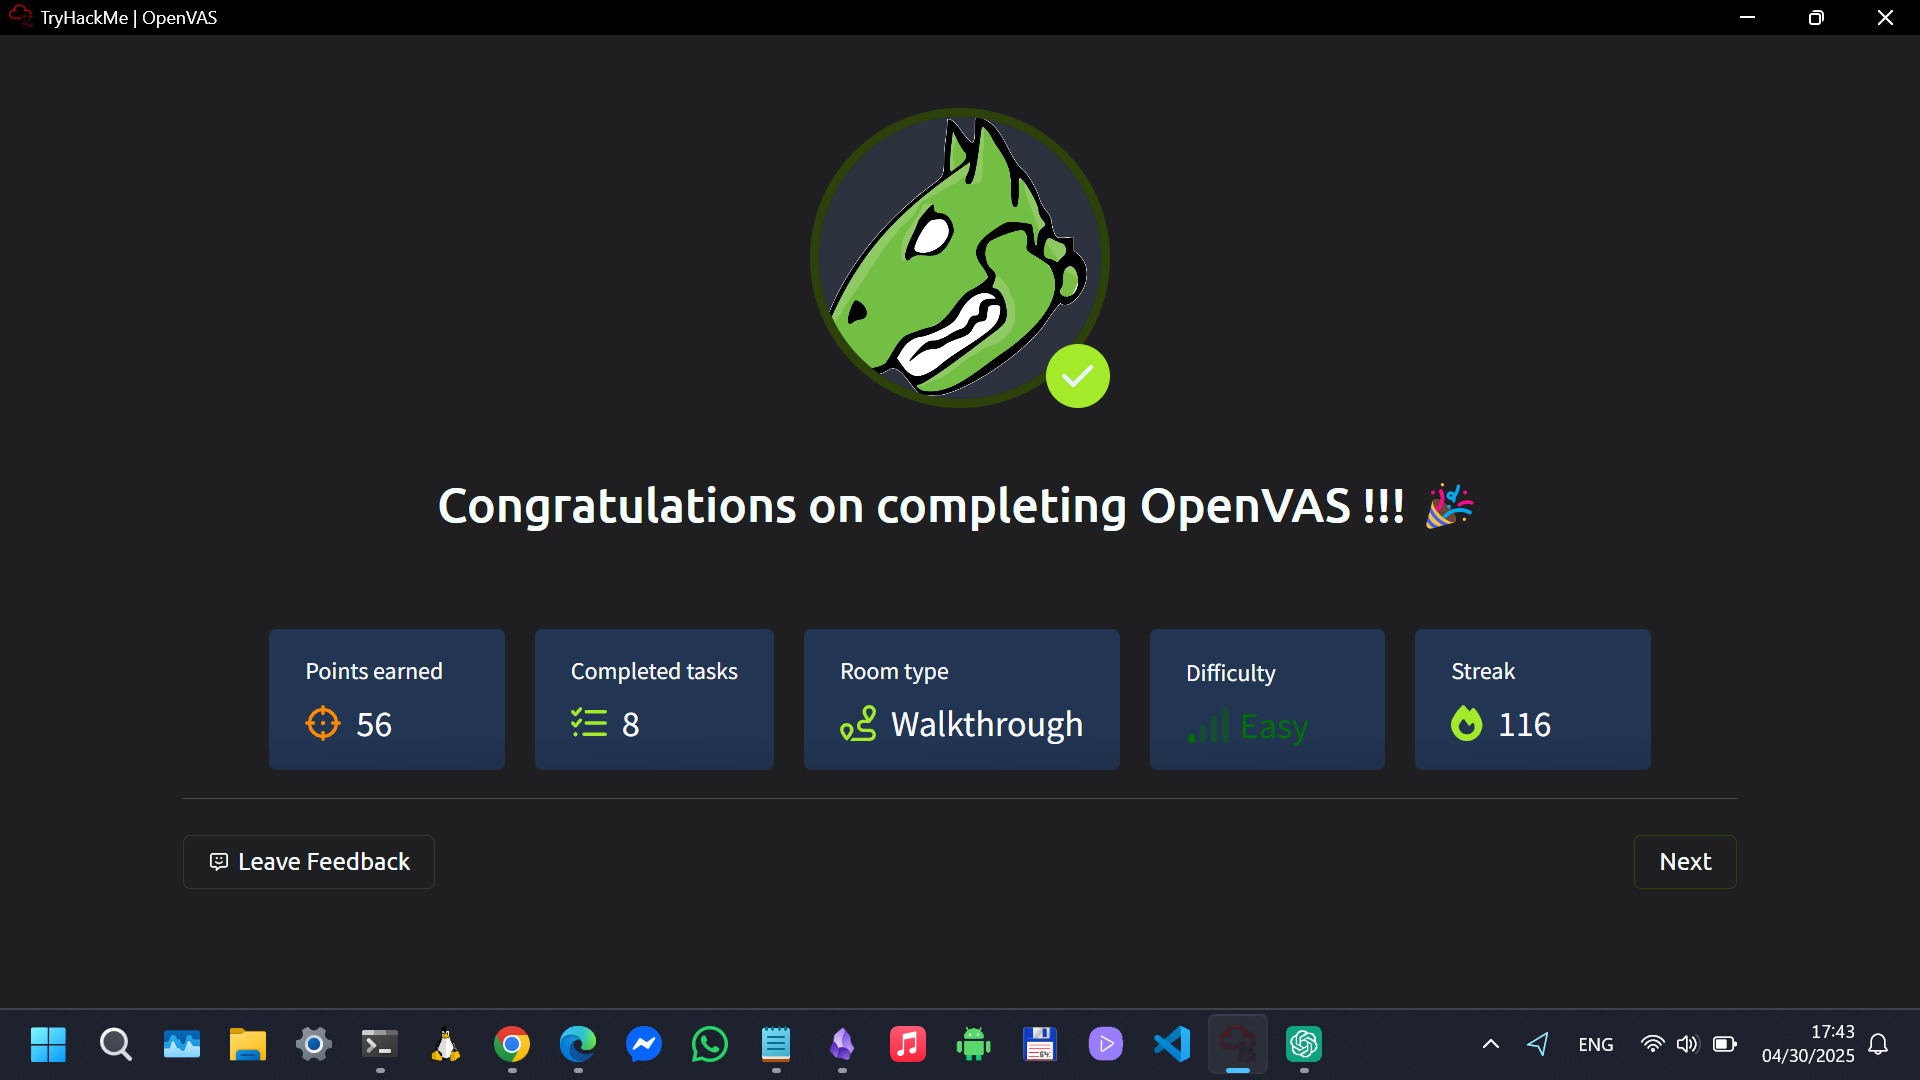 TryHackMe | OpenVAS
Congratulations on completing OpenVAS !!! 🎉
Points earned
56
Completed tasks
8
Room type
Walkthrough
Difficulty
Easy
Streak
116
Leave Feedback
Next
64
ENG
17:43
04/30/2025